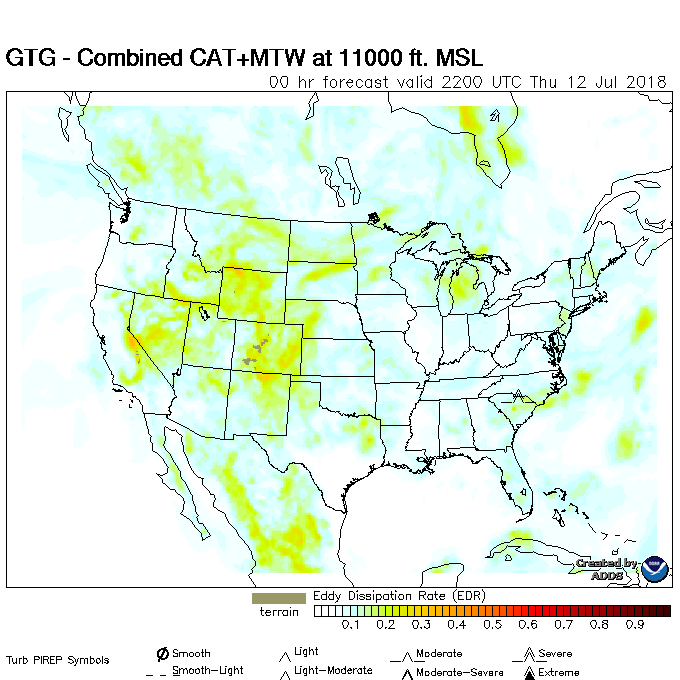 GTG - Combined CAT+MTW at 11000 ft. MSL
00 hr forecast valid 2200 UTC Thu 12 Jul 2018
Created by
ADDS
Eddy Dissipation Rate (EDR)
terrain
0.1 0.2 0.3 0.4 0.5 0.6 0.7 0.8 0.9
Turb PIREP Symbols
Smooth
Light
Moderate
Severe
Smooth-Light
Light-Moderate
Moderate-Severe
Extreme